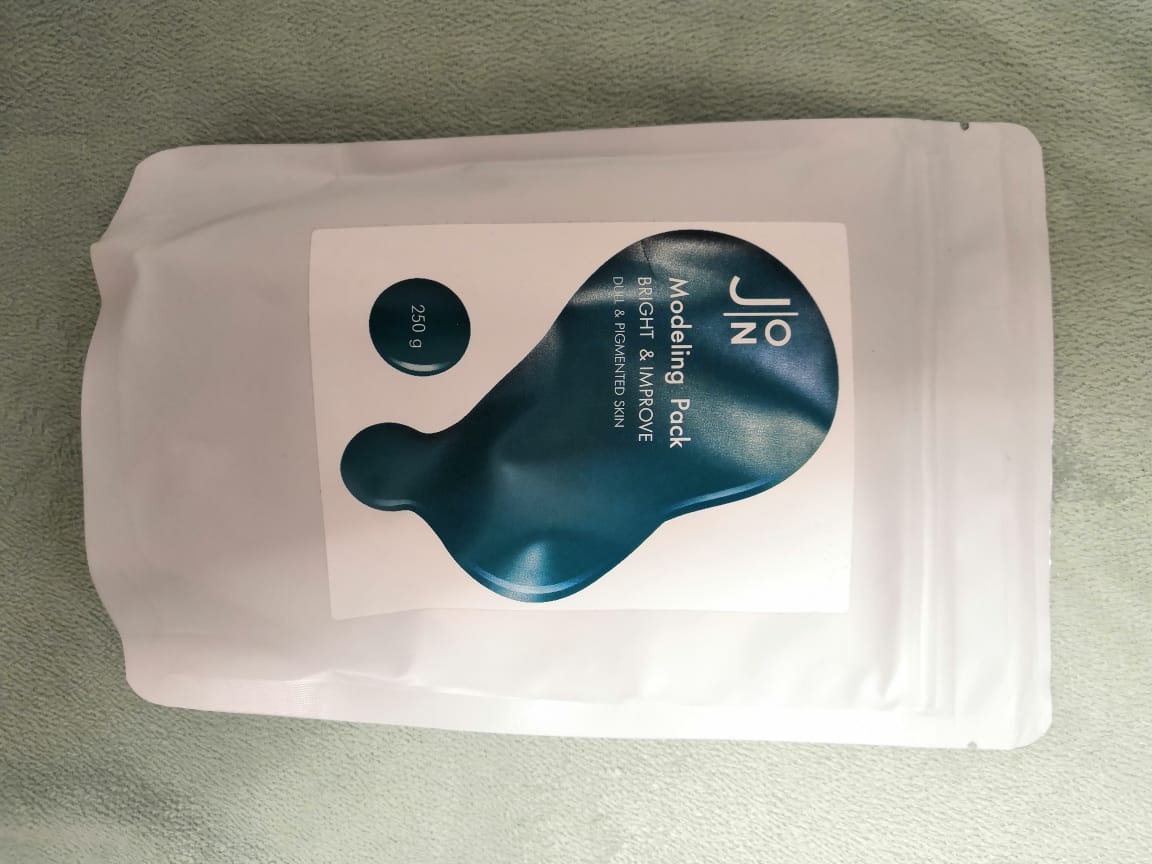 J|ON
Modeling Pack
BRIGHT & IMPROVE
DULL & PIGMENTED SKIN
250 g